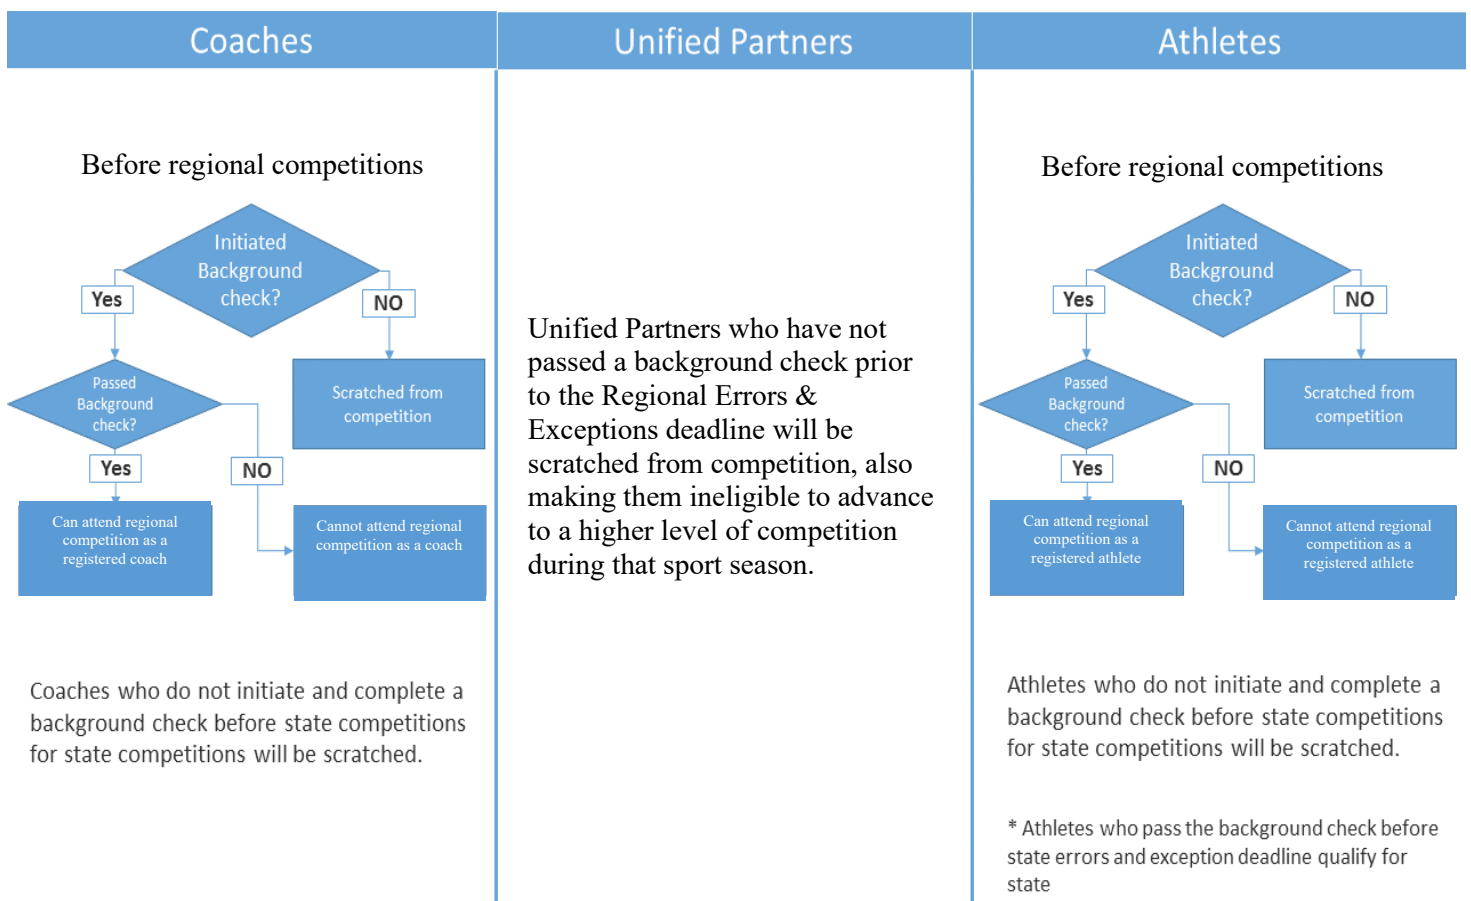 Coaches
Before regional competitions
Initiated
Background
check?
Yes
NO
Passed
Background
check?
Scratched from
competition
Yes
NO
Can attend regional
competition as a
registered coach
Cannot attend regional
competition as a coach
Coaches who do not initiate and complete a
background check before state competitions
for state competitions will be scratched.
Unified Partners
Unified Partners who have not
passed a background check prior
to the Regional Errors &
Exceptions deadline will be
scratched from competition, also
making them ineligible to advance
to a higher level of competition
during that sport season.
Athletes
Before regional competitions
Initiated
Background
check?
Yes
NO
Passed
Background
check?
Scratched from
competition
Yes
NO
Can attend regional
competition as a
registered athlete
Cannot attend regional
competition as a
registered athlete
Athletes who do not initiate and complete a
background check before state competitions
for state competitions will be scratched.
* Athletes who pass the background check before
state errors and exception deadline qualify for
state